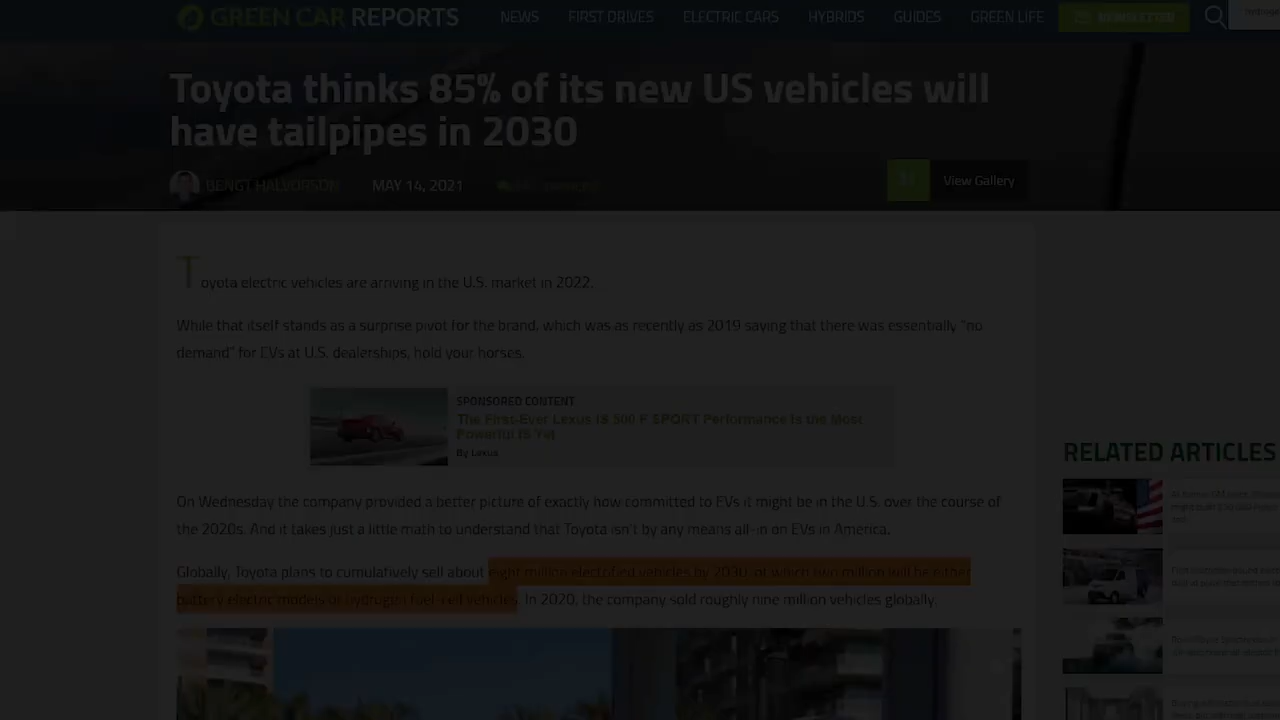 GREEN CAR REPORTS
NEWS FIRST DRIVES ELECTRIC CARS HYBRIDS GUIDES GREEN LIFE NEWSLETTER
Toyota thinks 85% of its new US vehicles will
have tailpipes in 2030
BENGT HALVORSON MAY 14, 2021
View Gallery
Toyota electric vehicles are arriving in the U.S. market in 2022.
While that itself stands as a surprise pivot for the brand, which was as recently as 2019 saying that there was essentially “no
demand” for EVs at U.S. dealerships, hold your horses.
SPONSORED CONTENT
The First-Ever Lexus IS 500 F SPORT Performance Is the Most
Powerful IS Yet
By Lexus
On Wednesday the company provided a better picture of exactly how committed to EVs it might be in the U.S. over the course of
the 2020s. And it takes just a little math to understand that Toyota isn't by any means all-in on EVs in America.
Globally, Toyota plans to cumulatively sell about eight million electrified vehicles by 2030 of which two million will be either
battery electric models or hydrogen fuel-cell vehicles. In 2020, the company sold roughly nine million vehicles globally.
RELATED ARTICLES